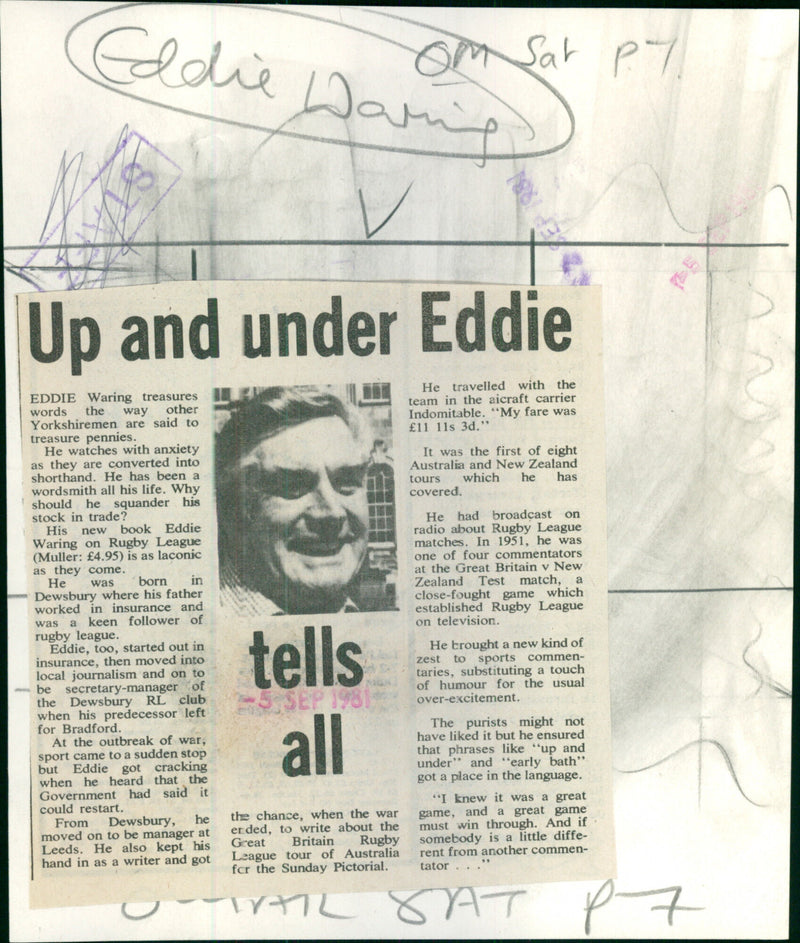 Eddie Waring
OM Sat P.7.
SEP 1981
Up and under Eddie
EDDIE Waring treasures
words the way other
Yorkshiremen are said to
treasure pennies.
He watches with anxiety
as they are converted into
shorthand. He has been a
wordsmith all his life. Why
should he squander his
stock in trade?
His new book Eddie
Waring on Rugby League
(Muller: £4.95) is as laconic
as they come.
He was born in
Dewsbury where his father
worked in insurance and
was a keen follower of
rugby league.
Eddie, too, started out in
insurance, then moved into
local journalism and on to
be secretary-manager of
the Dewsbury RL club
when his predecessor left
for Bradford.
At the outbreak of war,
sport came to a sudden stop
but Eddie got cracking
when he heard that the
Government had said it
could restart.
From Dewsbury, he
moved on to be manager at
Leeds. He also kept his
hand in as a writer and got
tells
-5 SEP 1981
all
the chance, when the war
ended, to write about the
Great Britain Rugby
League tour of Australia
for the Sunday Pictorial.
He travelled with the
team in the aicraft carrier
Indomitable. "My fare was
£11 11s 3d."
It was the first of eight
Australia and New Zealand
tours which he has
covered.
He had broadcast on
radio about Rugby League
matches. In 1951, he was
one of four commentators
at the Great Britain v New
Zealand Test match, a
close-fought game which
established Rugby League
on television.
He brought a new kind of
zest to sports commen-
taries, substituting a touch
of humour for the usual
over-excitement.
The purists might not
have liked it but he ensured
that phrases like "up and
under" and "early bath"
got a place in the language.
"I knew it was a great
game, and a great game
must win through. And if
somebody is a little diffe-
rent from another commen-
tator . . ."
SAT P-7